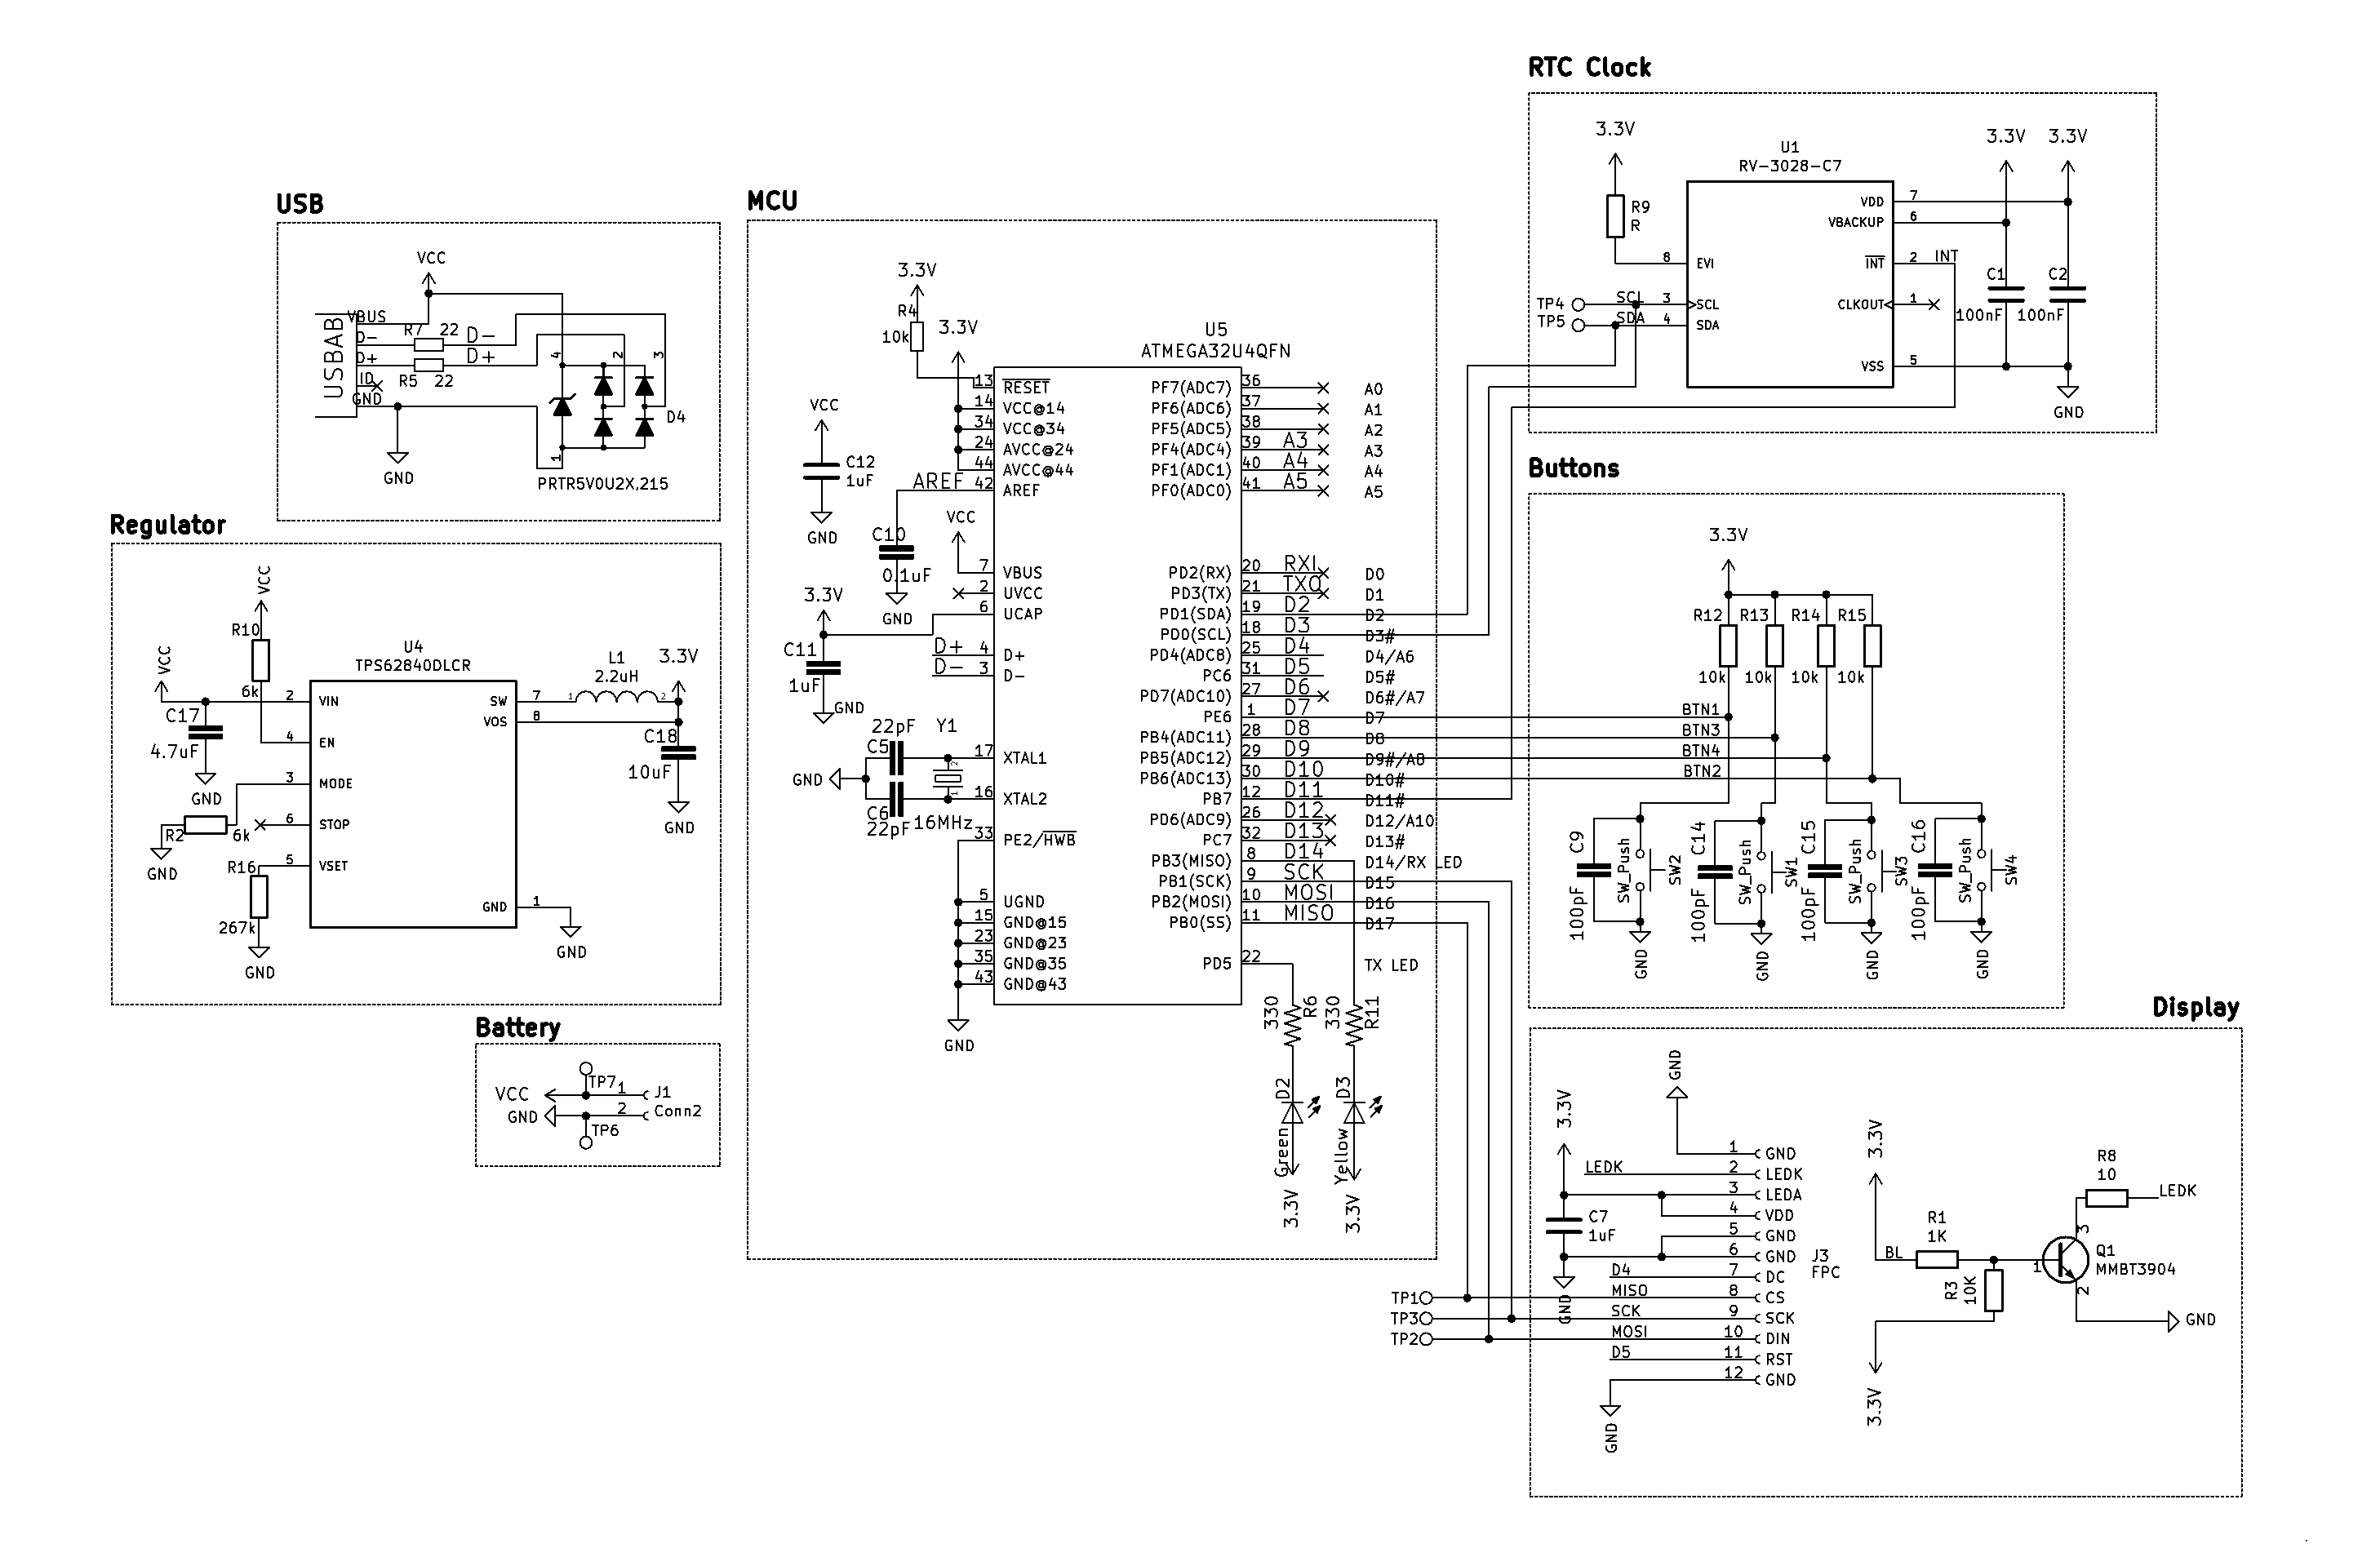 RTC Clock
3.3V
R9
R
U1
RV-3028-C7
3.3V
3.3V
8
EVI
3
SCL
4
SDA
VDD
7
VBACKUP
6
INT
2
INT
CLKOUT
1
VSS
5
TP4
SCL
TP5
SDA
C1
100nF
C2
100nF
GND
USB
VCC
USBAB
VBUS
D-
D+
ID
GND
R7
22
D-
R5
22
D+
4
2
3
1
D4
PRTR5V0U2X,215
GND
MCU
3.3V
R4
10k
3.3V
U5
ATMEGA32U4QFN
VCC
C12
1uF
GND
AREF
C10
0.1uF
GND
VCC
3.3V
C11
1uF
GND
D+
D-
22pF
C5
Y1
2
1
GND
C6
22pF
16MHz
13
RESET
14
VCC@14
34
VCC@34
24
AVCC@24
44
AVCC@44
42
AREF
7
VBUS
2
UVCC
6
UCAP
4
D+
3
D-
17
XTAL1
16
XTAL2
33
PE2/HWB
5
UGND
15
GND@15
23
GND@23
35
GND@35
43
GND@43
GND
PF7(ADC7)
36
A0
PF6(ADC6)
37
A1
PF5(ADC5)
38
A2
PF4(ADC4)
39
A3
A3
PF1(ADC1)
40
A4
A4
PF0(ADC0)
41
A5
A5
PD2(RX)
20
RXI
D0
PD3(TX)
21
TXO
D1
PD1(SDA)
19
D2
D2
PD0(SCL)
18
D3
D3#
PD4(ADC8)
25
D4
D4/A6
PC6
31
D5
D5#
PD7(ADC10)
27
D6
D6#/A7
PE6
1
D7
D7
PB4(ADC11)
28
D8
D8
PB5(ADC12)
29
D9
D9#/A8
PB6(ADC13)
30
D10
D10#
PB7
12
D11
D11#
PD6(ADC9)
26
D12
D12/A10
PC7
32
D13
D13#
PB3(MISO)
8
D14
D14/RX LED
PB1(SCK)
9
SCK
D15
PB2(MOSI)
10
MOSI
D16
PB0(SS)
11
MISO
D17
PD5
22
TX LED
330
R6
330
R11
D2
Green
3.3V
D3
Yellow
3.3V
Regulator
VCC
R10
6k
VCC
C17
4.7uF
GND
U4
TPS62840DLCR
2
VIN
4
EN
3
MODE
6
STOP
5
VSET
SW
7
VOS
8
GND
1
R2
6k
GND
R16
267k
GND
L1
2.2uH
1
2
3.3V
C18
10uF
GND
GND
Battery
TP7
VCC
1
J1
GND
2
Conn2
TP6
Buttons
3.3V
R12
10k
R13
10k
R14
10k
R15
10k
BTN1
BTN3
BTN4
BTN2
C9
100pF
SW_Push
SW2
GND
C14
100pF
SW_Push
SW1
GND
C15
100pF
SW_Push
SW3
GND
C16
100pF
SW_Push
SW4
GND
Display
GND
3.3V
C7
1uF
GND
LEDK
1
GND
2
LEDK
3
LEDA
4
VDD
5
GND
6
GND
D4
7
DC
MISO
8
CS
SCK
9
SCK
MOSI
10
DIN
D5
11
RST
12
GND
J3
FPC
GND
TP1
TP3
TP2
3.3V
BL
R1
1K
R3
10K
3.3V
1
3
2
Q1
MMBT3904
R8
10
LEDK
GND